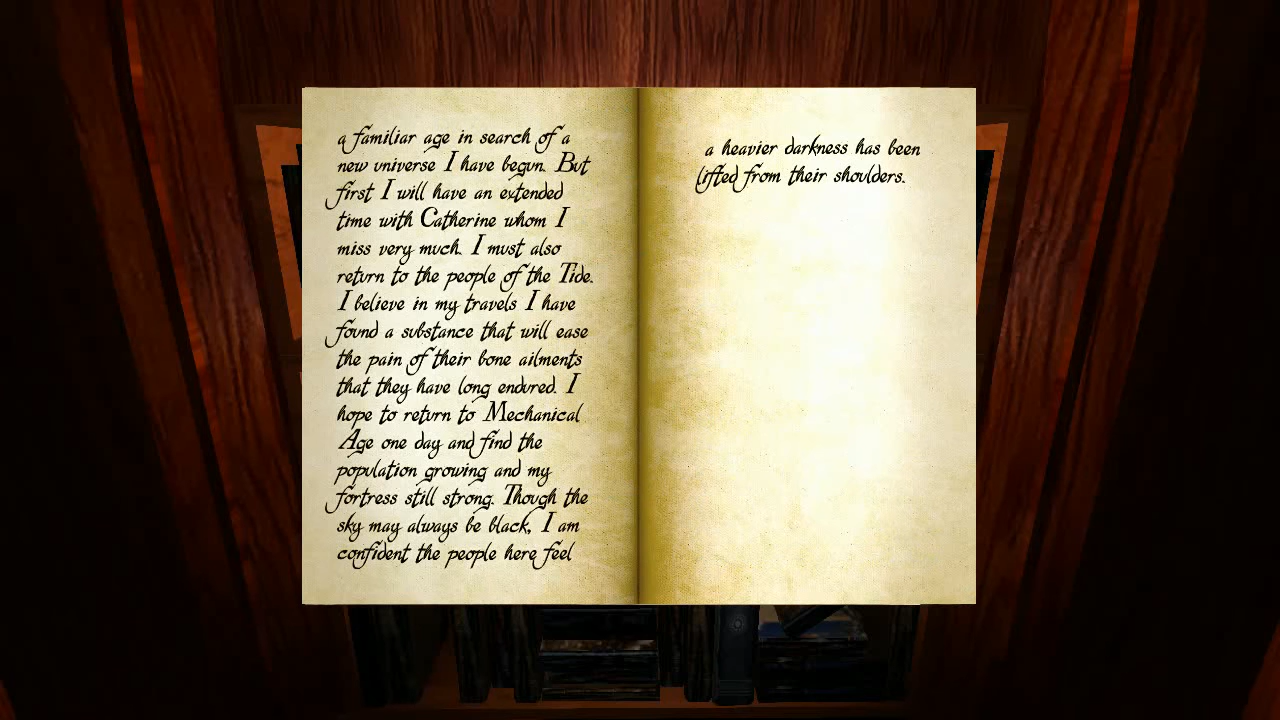 a familiar age in search of a
new universe I have begun. But
first I will have an extended
time with Catherine whom I
miss very much. I must also
return to the people of the Tide.
I believe in my travels I have
found a substance that will ease
the pain of their bone ailments
that they have long endured. I
hope to return to Mechanical
Age one day and find the
population growing and my
fortress still strong. Though the
sky may always be black, I am
confident the people here feel
a heavier darkness has been
lifted from their shoulders.